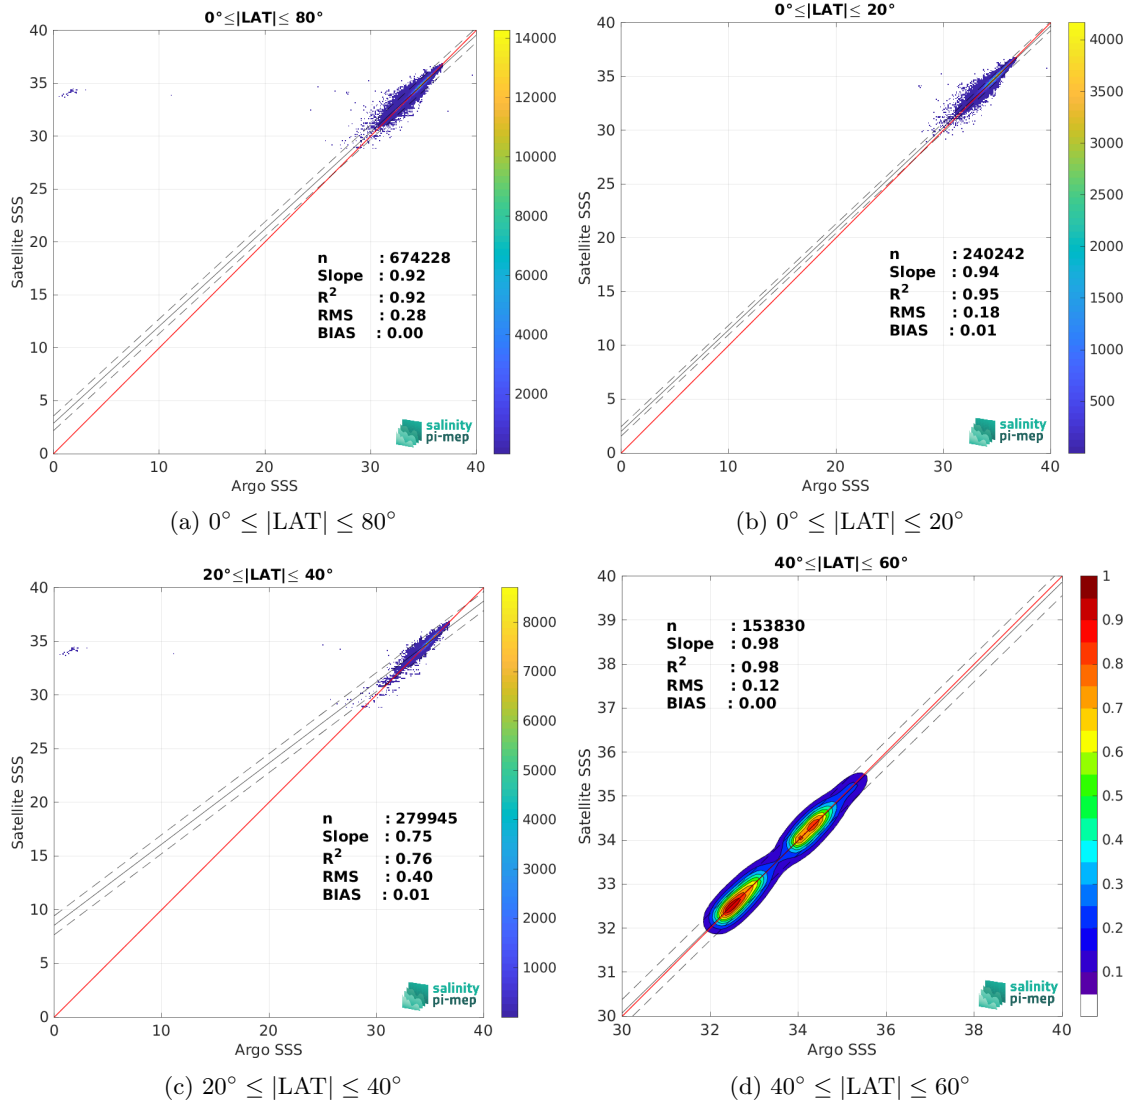 0°≤|LAT|≤ 80°
40
35
30
25
20
15
10
5
0
0
10
20
30
40
Satellite SSS
Argo SSS
n : 674228
Slope : 0.92
R² : 0.92
RMS : 0.28
BIAS : 0.00
salinity
pi-mep
14000
12000
10000
8000
6000
4000
2000
(a) 0° ≤ |LAT| ≤ 80°
0°≤|LAT|≤ 20°
40
35
30
25
20
15
10
5
0
0
10
20
30
40
Satellite SSS
Argo SSS
n : 240242
Slope : 0.94
R² : 0.95
RMS : 0.18
BIAS : 0.01
salinity
pi-mep
4000
3500
3000
2500
2000
1500
1000
500
(b) 0° ≤ |LAT| ≤ 20°
20°≤|LAT|≤ 40°
40
35
30
25
20
15
10
5
0
0
10
20
30
40
Satellite SSS
Argo SSS
n : 279945
Slope : 0.75
R² : 0.76
RMS : 0.40
BIAS : 0.01
salinity
pi-mep
8000
7000
6000
5000
4000
3000
2000
1000
(c) 20° ≤ |LAT| ≤ 40°
40°≤|LAT|≤ 60°
40
39
38
37
36
35
34
33
32
31
30
30
32
34
36
38
40
Satellite SSS
Argo SSS
n : 153830
Slope : 0.98
R² : 0.98
RMS : 0.12
BIAS : 0.00
salinity
pi-mep
1
0.9
0.8
0.7
0.6
0.5
0.4
0.3
0.2
0.1
(d) 40° ≤ |LAT| ≤ 60°